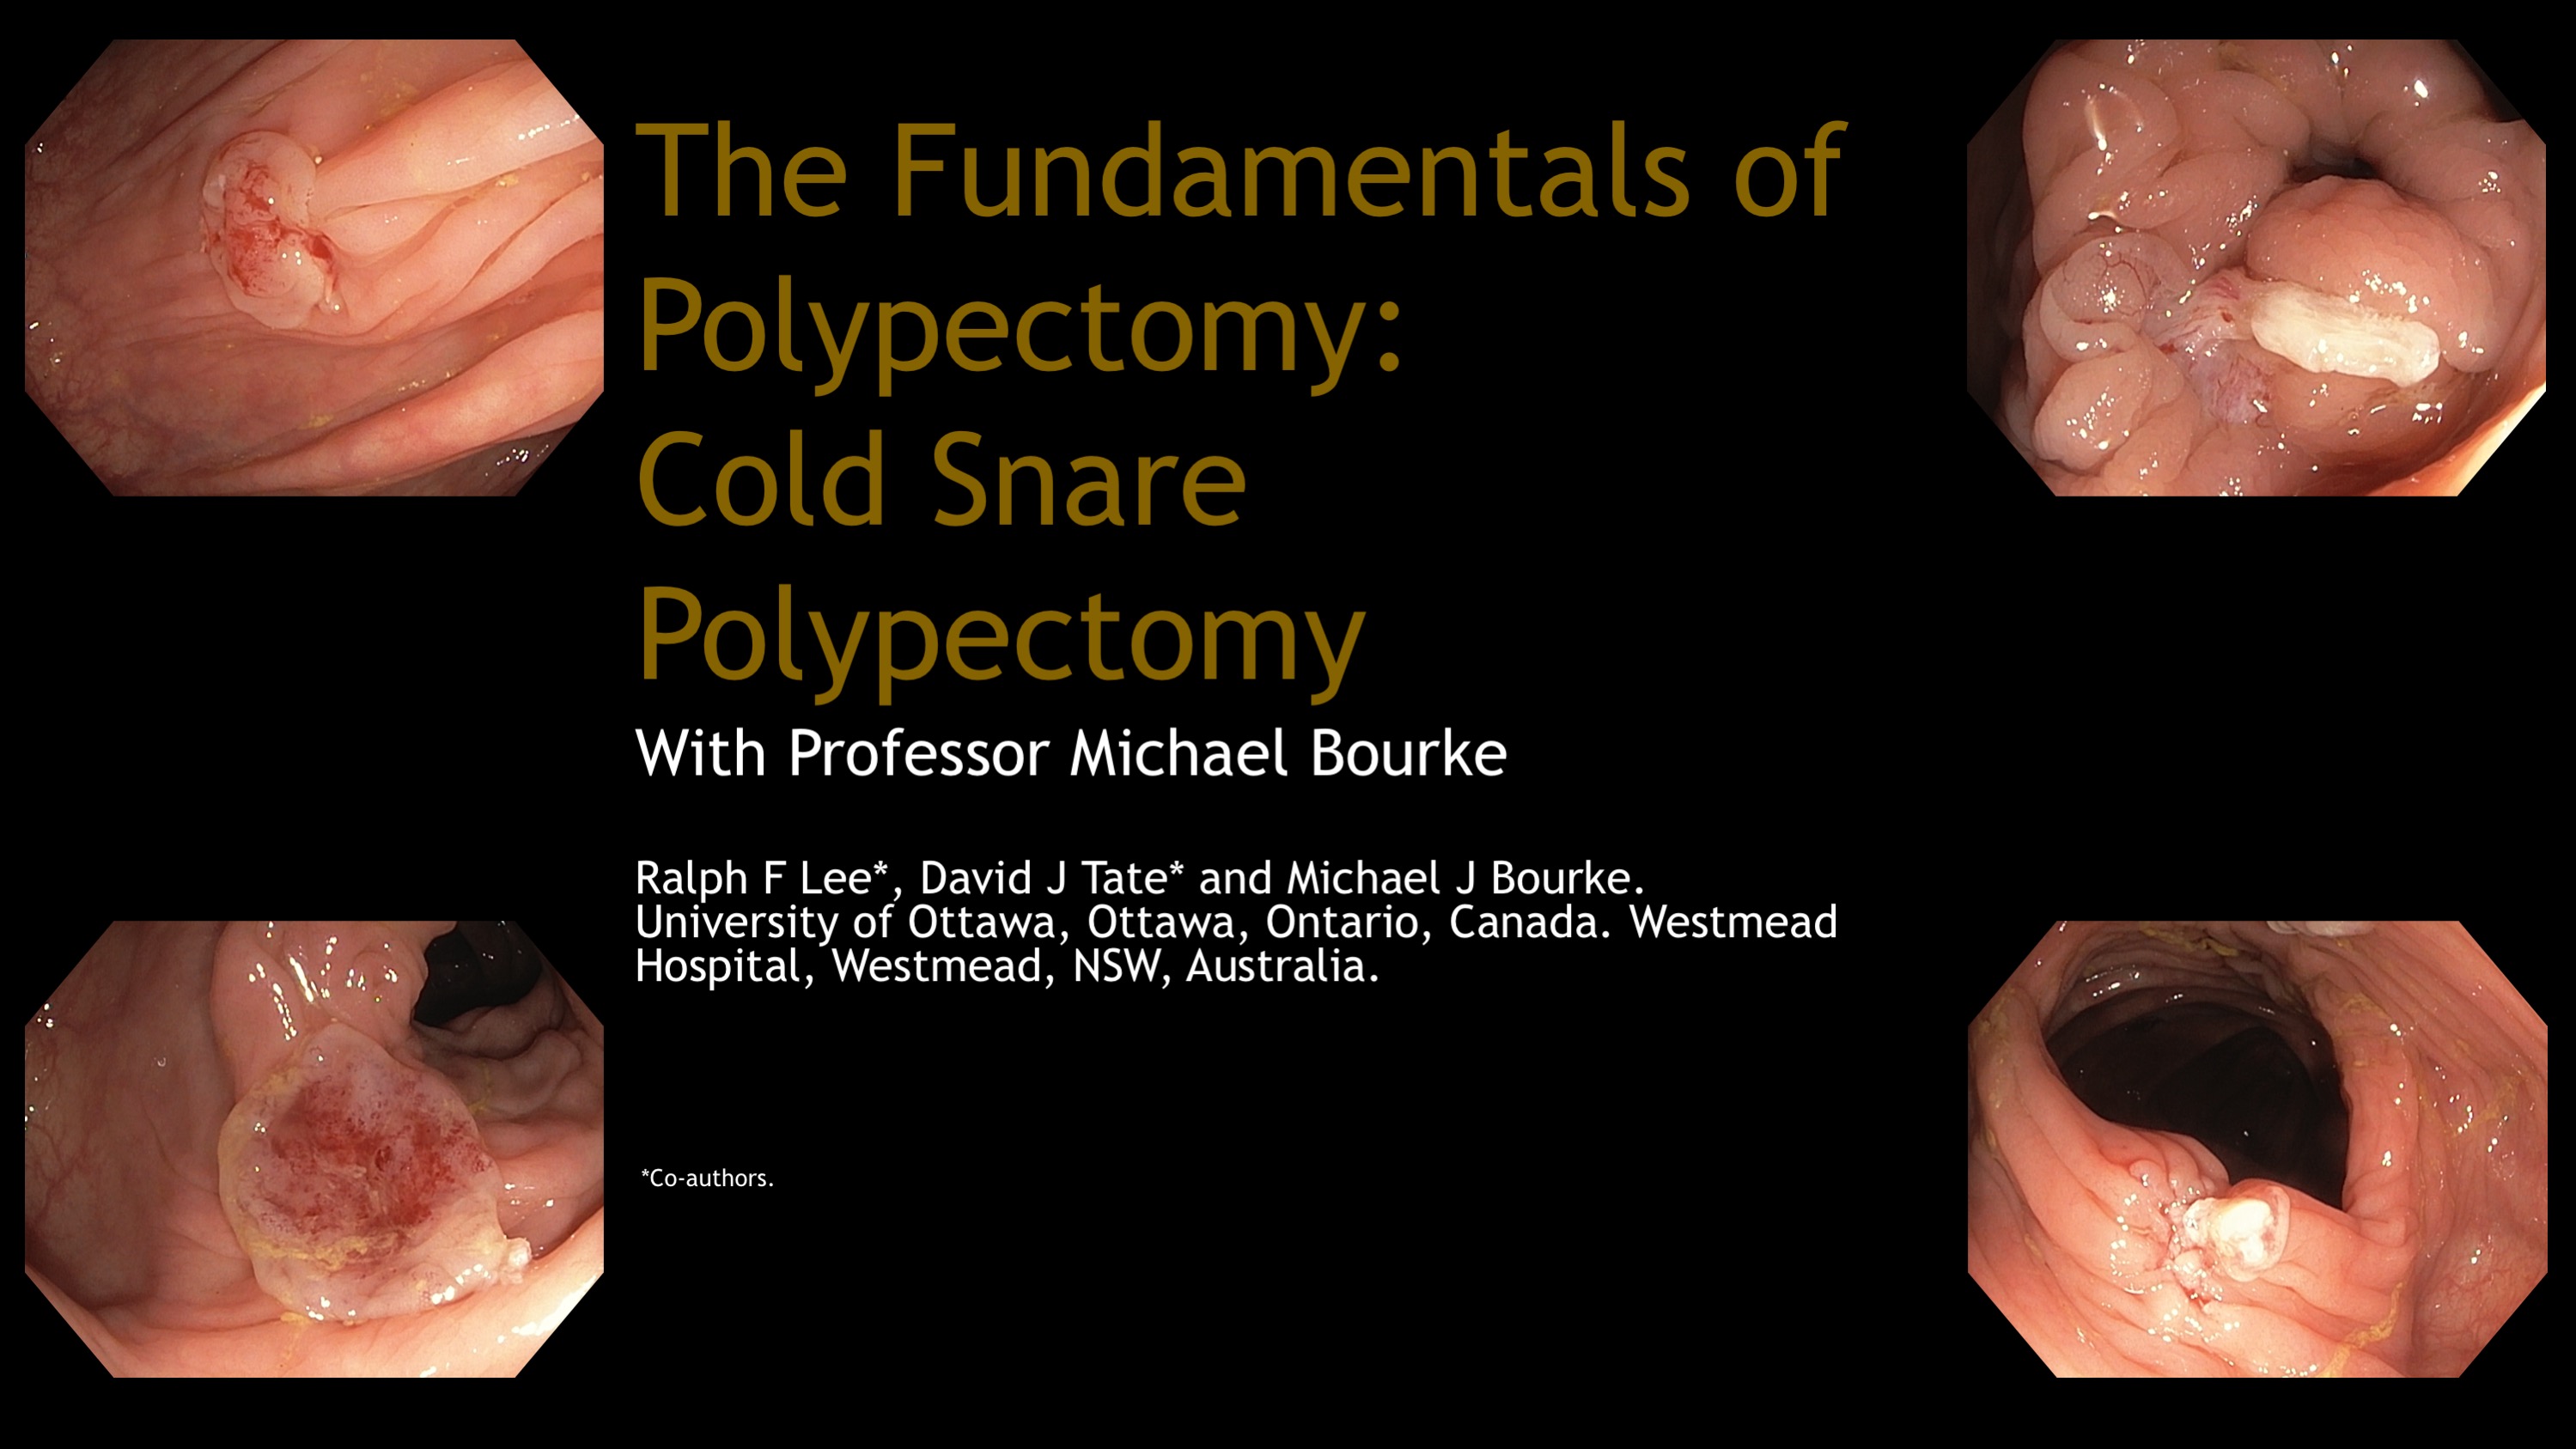 The Fundamentals of
Polypectomy:
Cold Snare
Polypectomy
With Professor Michael Bourke
Ralph F Lee*, David J Tate* and Michael J Bourke.
University of Ottawa, Ottawa, Ontario, Canada. Westmead
Hospital, Westmead, NSW, Australia.
*Co-authors.